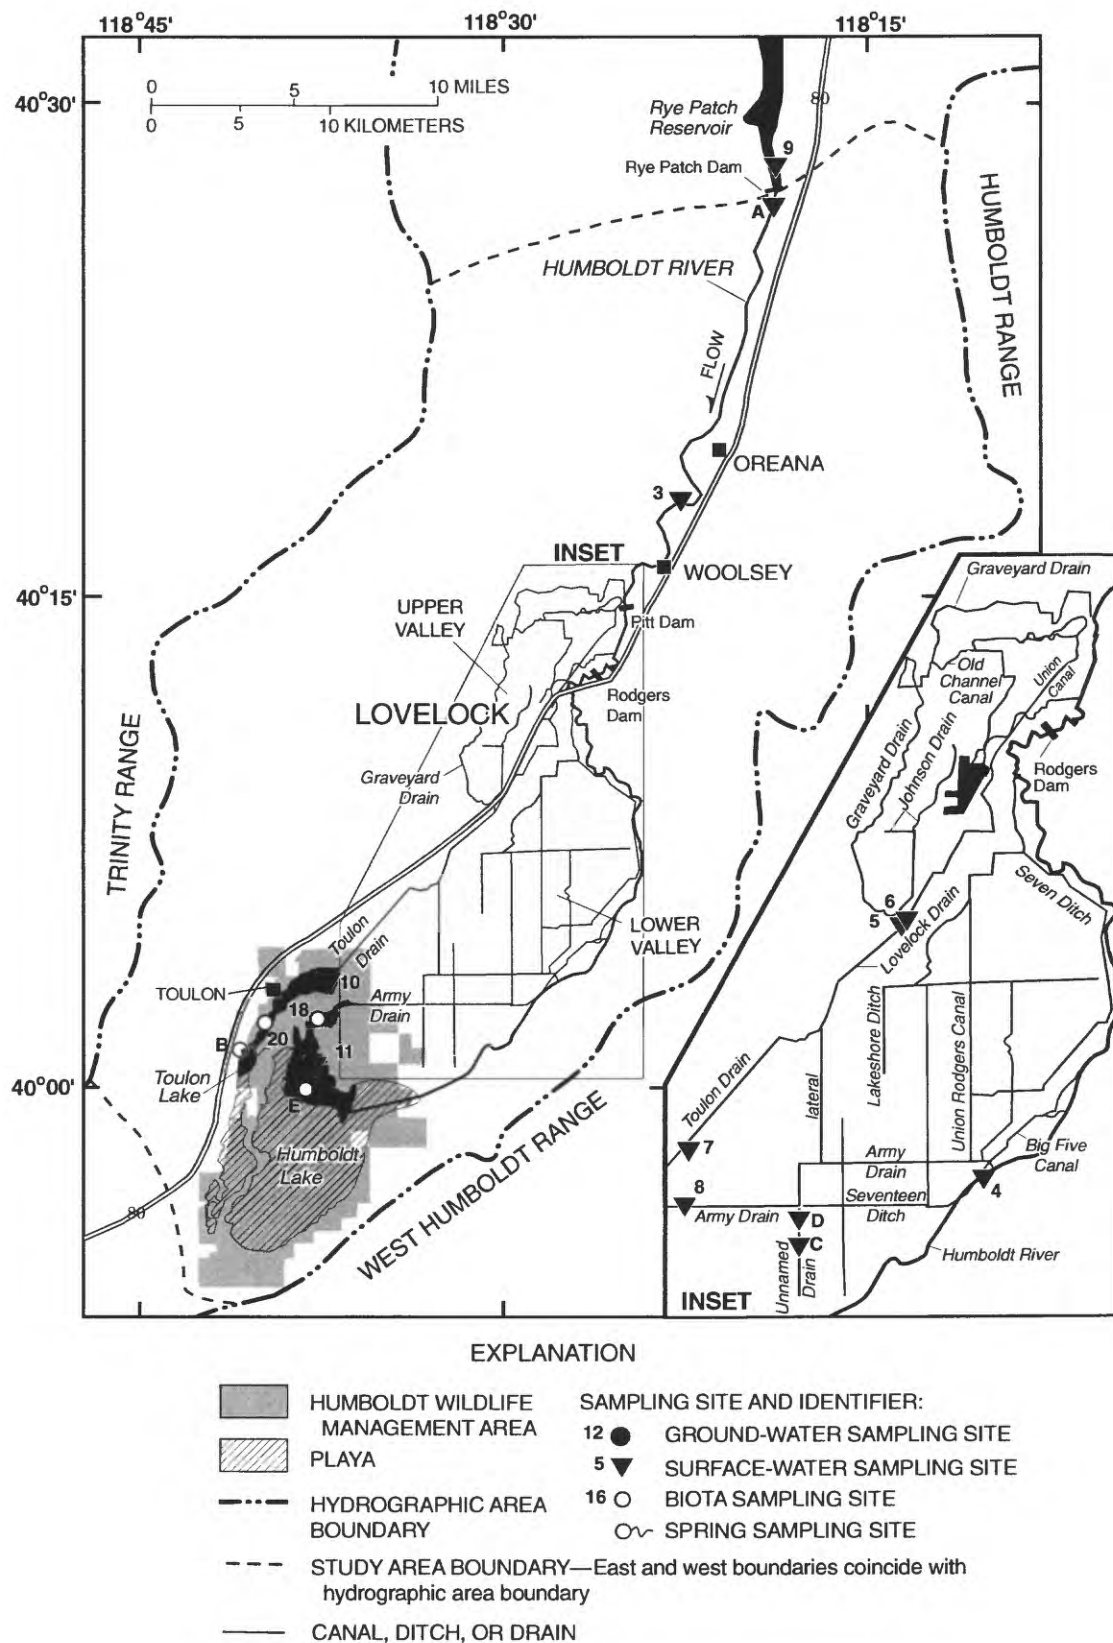 118°45'
118°30'
118°15'
40°30'
0 5 10 MILES
0 5 10 KILOMETERS
80
Rye Patch
Reservoir
9
Rye Patch Dam
A
HUMBOLDT RIVER
HUMBOLDT RANGE
FLOW
OREANA
3
INSET
WOOLSEY
40°15'
UPPER
VALLEY
Pitt Dam
Rodgers
Dam
LOVELOCK
Graveyard
Drain
TRINITY RANGE
LOWER
VALLEY
Toulon
Drain
TOULON
10
18
Army
Drain
B
20
11
Toulon
Lake
40°00'
E
Humboldt
Lake
WEST HUMBOLDT RANGE
80
Graveyard Drain
Old
Channel
Canal
Union
Canal
Graveyard Drain
Johnson Drain
Rodgers
Dam
Seven Ditch
6
5
Lovelock Drain
Lakeshore Ditch
Union Rodgers Canal
Toulon Drain
lateral
7
Army
Drain
Big Five
Canal
4
8
Army Drain
Seventeen
Ditch
D
C
Unnamed
Drain
Humboldt River
INSET
EXPLANATION
HUMBOLDT WILDLIFE
MANAGEMENT AREA
PLAYA
HYDROGRAPHIC AREA
BOUNDARY
SAMPLING SITE AND IDENTIFIER:
12 GROUND-WATER SAMPLING SITE
5 SURFACE-WATER SAMPLING SITE
16 BIOTA SAMPLING SITE
SPRING SAMPLING SITE
STUDY AREA BOUNDARY—East and west boundaries coincide with
hydrographic area boundary
CANAL, DITCH, OR DRAIN